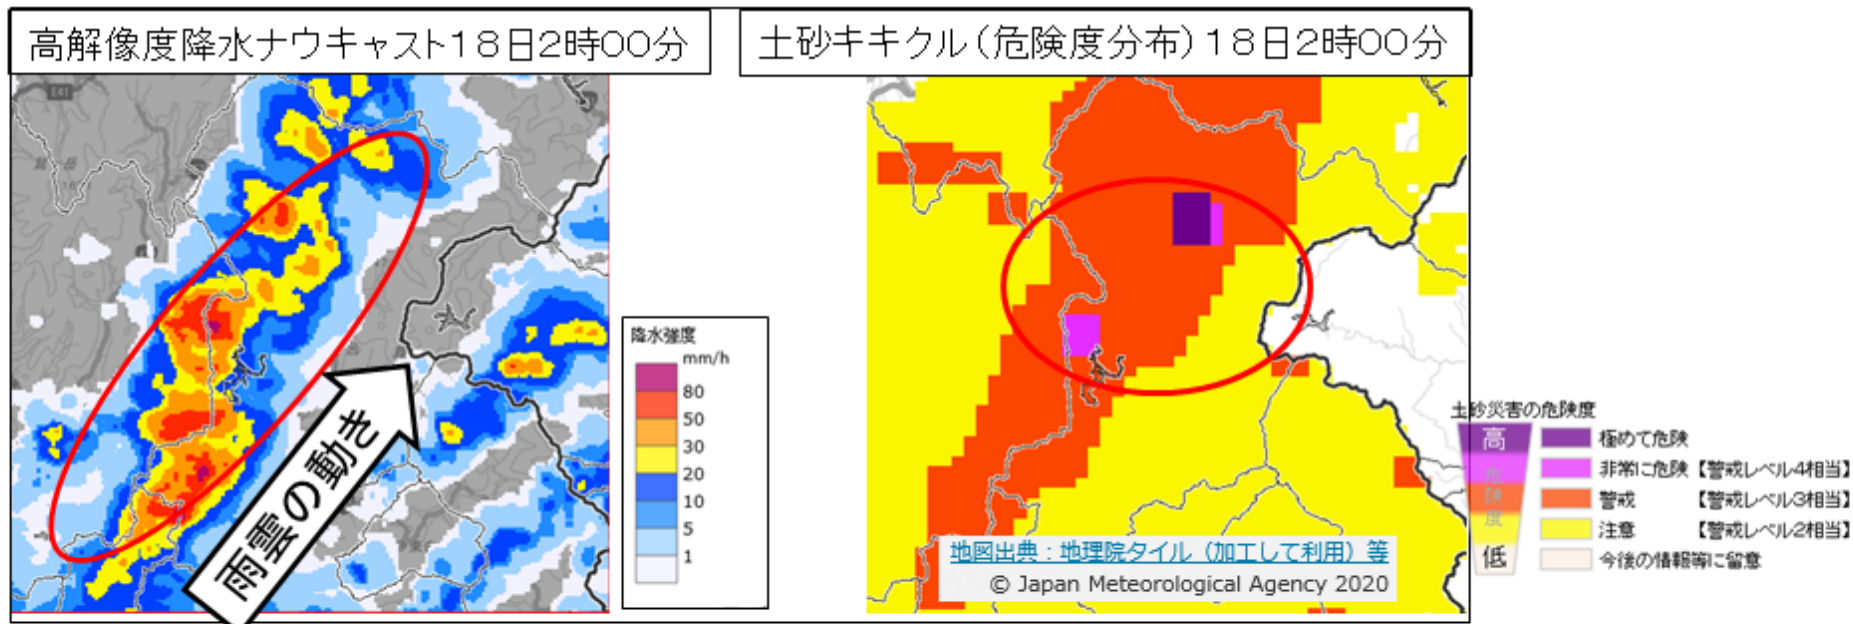 高解像度降水ナウキャスト18日2時00分
土砂キキクル(危険度分布)18日2時00分
E41
雨雲の動き
降水強度
mm/h
80
50
30
20
10
5
1
地図出典:地理院タイル(加工して利用)等
© Japan Meteorological Agency 2020
土砂災害の危険度
高
危険度
低
極めて危険
非常に危険【警戒レベル4相当】
警戒 【警戒レベル3相当】
注意 【警戒レベル2相当】
今後の情報等に留意